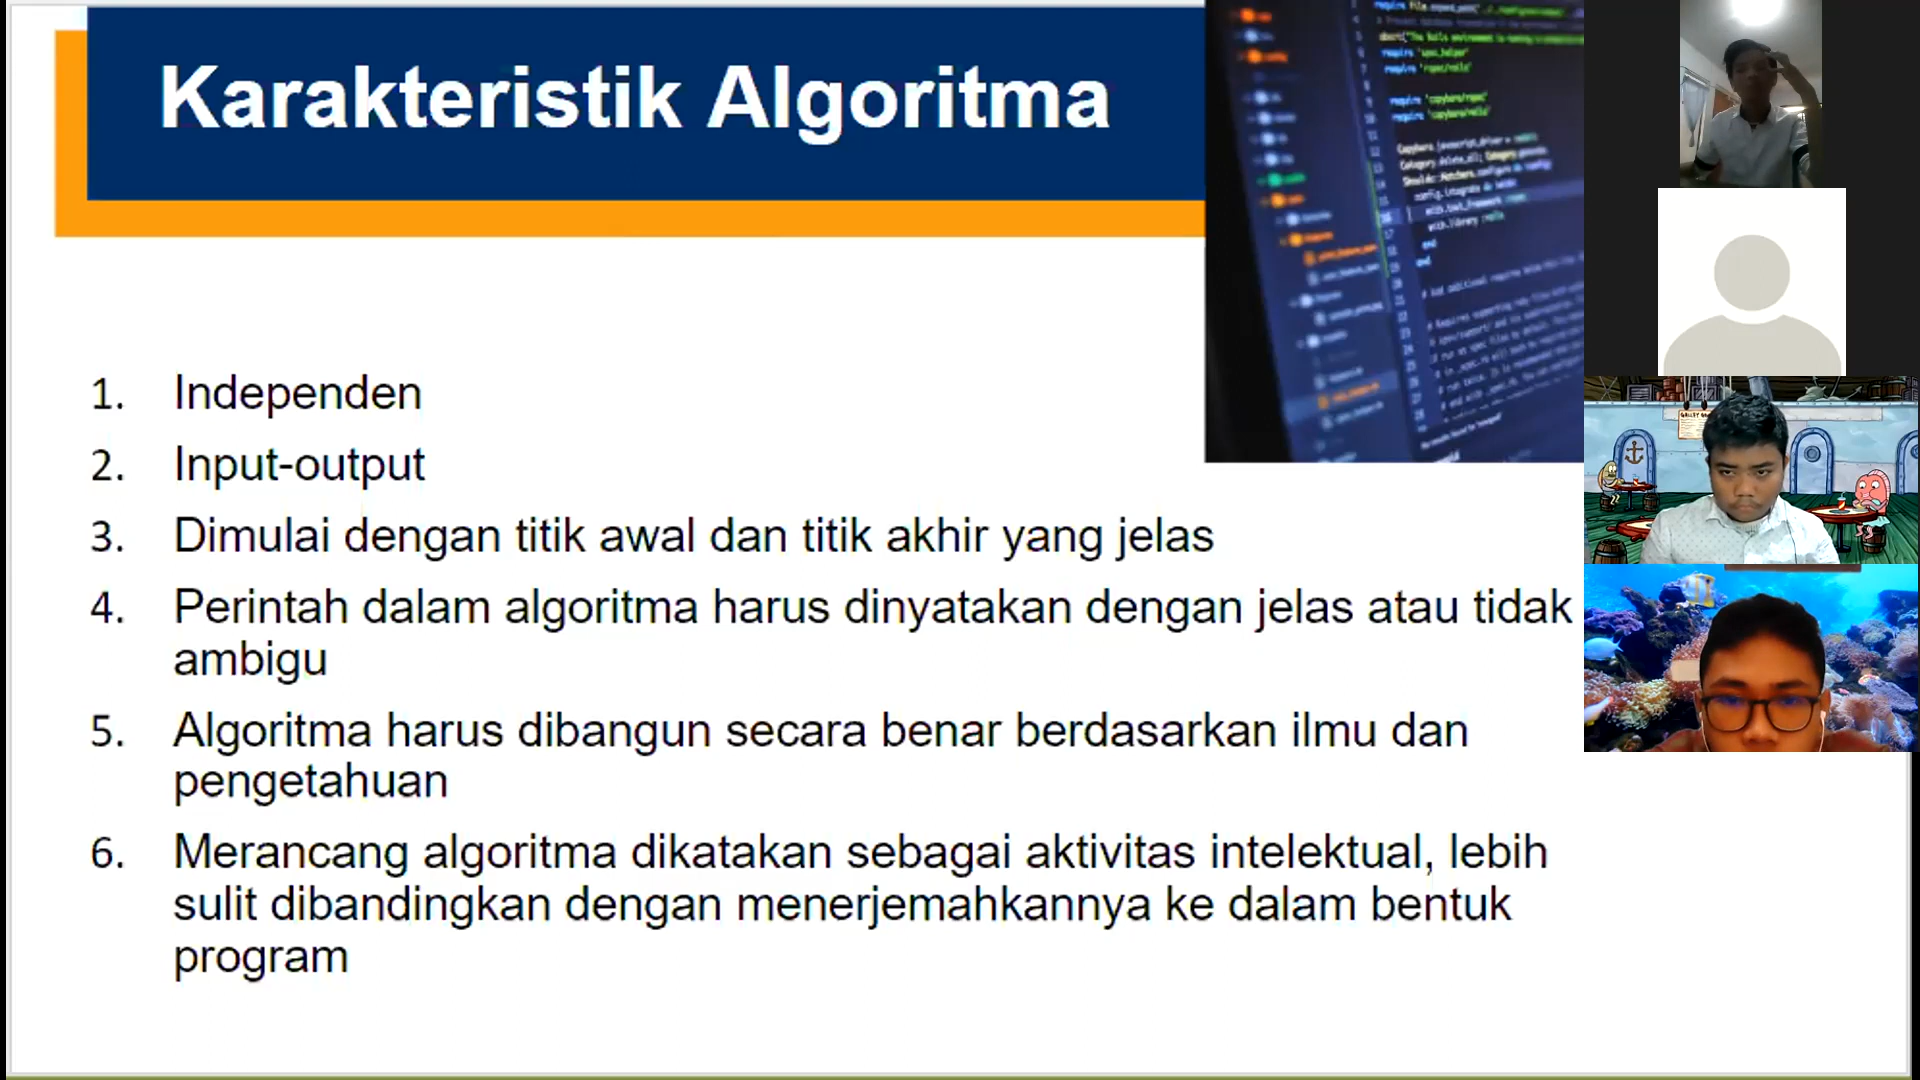 Karakteristik Algoritma
1. Independen
2. Input-output
3. Dimulai dengan titik awal dan titik akhir yang jelas
4. Perintah dalam algoritma harus dinyatakan dengan jelas atau tidak
ambigu
5. Algoritma harus dibangun secara benar berdasarkan ilmu dan
pengetahuan
6. Merancang algoritma dikatakan sebagai aktivitas intelektual, lebih
sulit dibandingkan dengan menerjemahkannya ke dalam bentuk
program